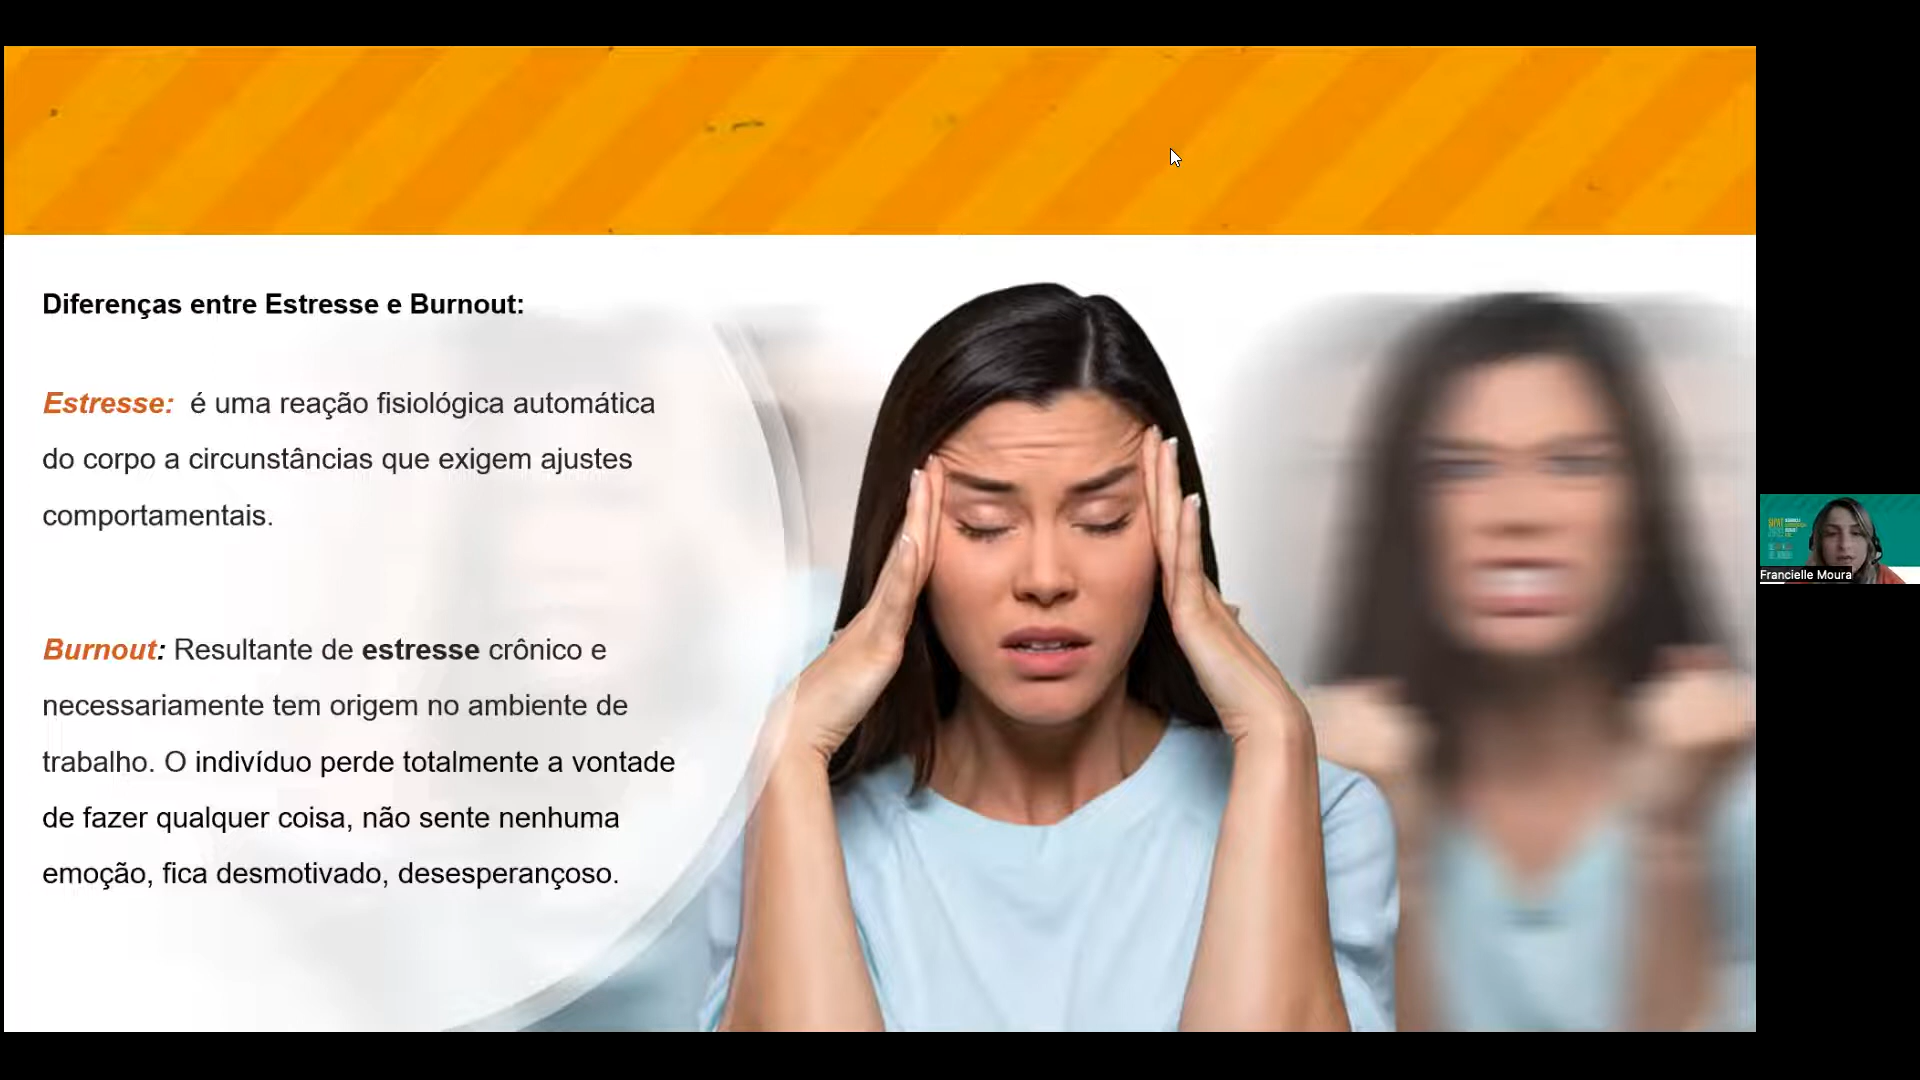 Diferenças entre Estresse e Burnout:
Estresse: é uma reação fisiológica automática
do corpo a circunstâncias que exigem ajustes
comportamentais.
Burnout: Resultante de estresse crônico e
necessariamente tem origem no ambiente de
trabalho. O indivíduo perde totalmente a vontade
de fazer qualquer coisa, não sente nenhuma
emoção, fica desmotivado, desesperançoso.
Francielle Moura